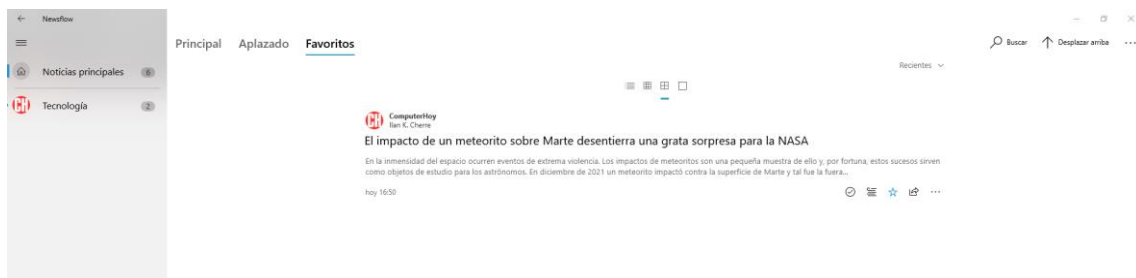 Newsflow
Principal Aplazado Favoritos
Buscar Desplazar arriba
Noticias principales 6
Tecnología 2
Recientes
CH ComputerHoy
Ilan K. Cherre
El impacto de un meteorito sobre Marte desentierra una grata sorpresa para la NASA
En la inmensidad del espacio ocurren eventos de extrema violencia. Los impactos de meteoritos son una pequeña muestra de ello y, por fortuna, estos sucesos sirven
como objetos de estudio para los astrónomos. En diciembre de 2021 un meteorito impactó contra la superficie de Marte y tal fue la fuera...
hoy 16:50